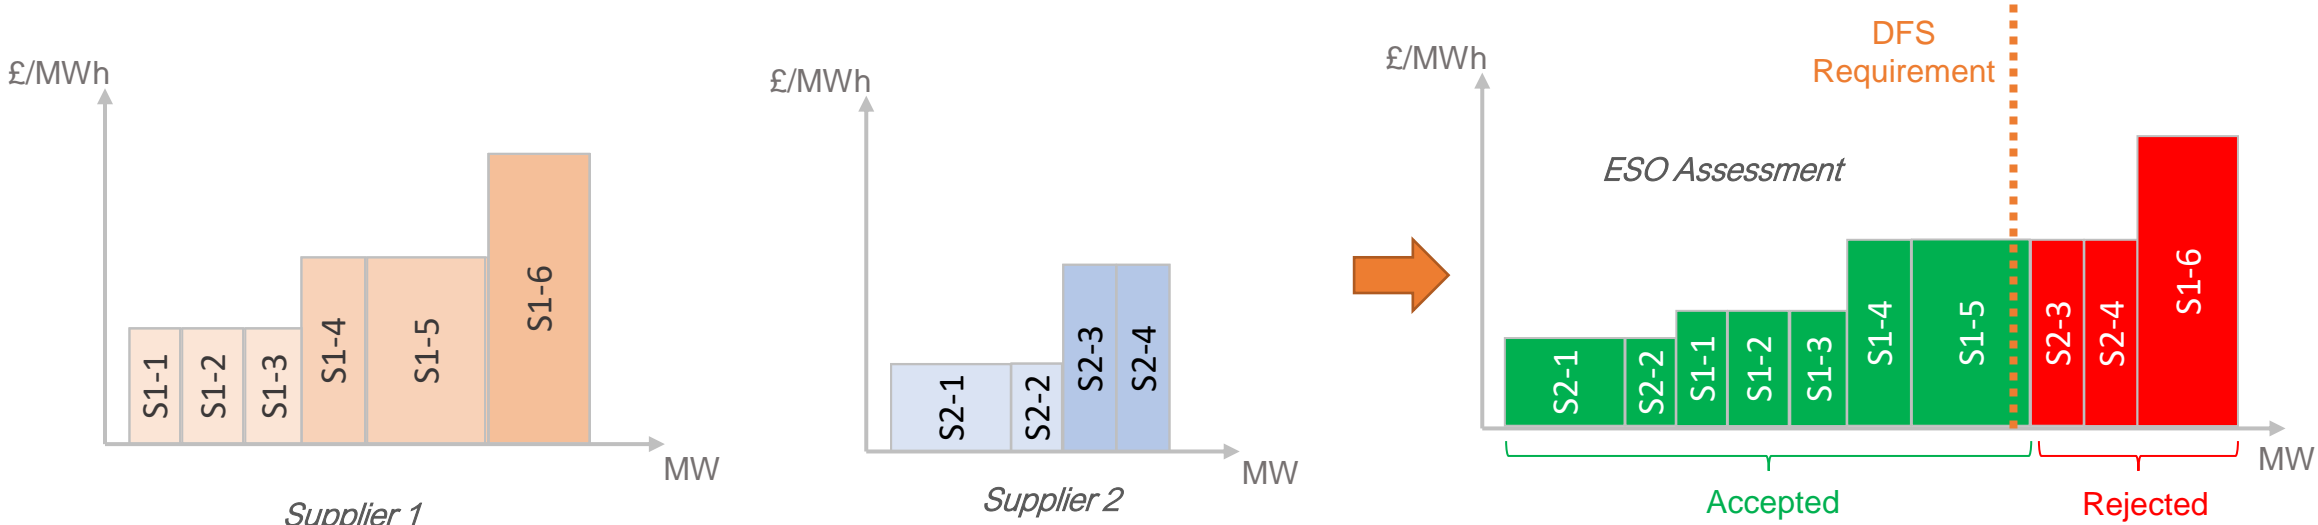 £/MWh
S1-1
S1-2
S1-3
S1-4
S1-5
S1-6
MW
Supplier 1
£/MWh
S2-1
S2-2
S2-3
S2-4
MW
Supplier 2
£/MWh
DFS
Requirement
ESO Assessment
S2-1
S2-2
S1-1
S1-2
S1-3
S1-4
S1-5
S2-3
S2-4
S1-6
MW
Accepted
Rejected